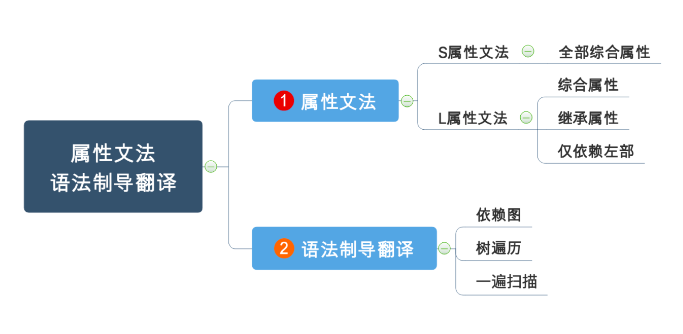 属性文法
语法制导翻译
1 属性文法
S属性文法
全部综合属性
L属性文法
综合属性
继承属性
仅依赖左部
2 语法制导翻译
依赖图
树遍历
一遍扫描